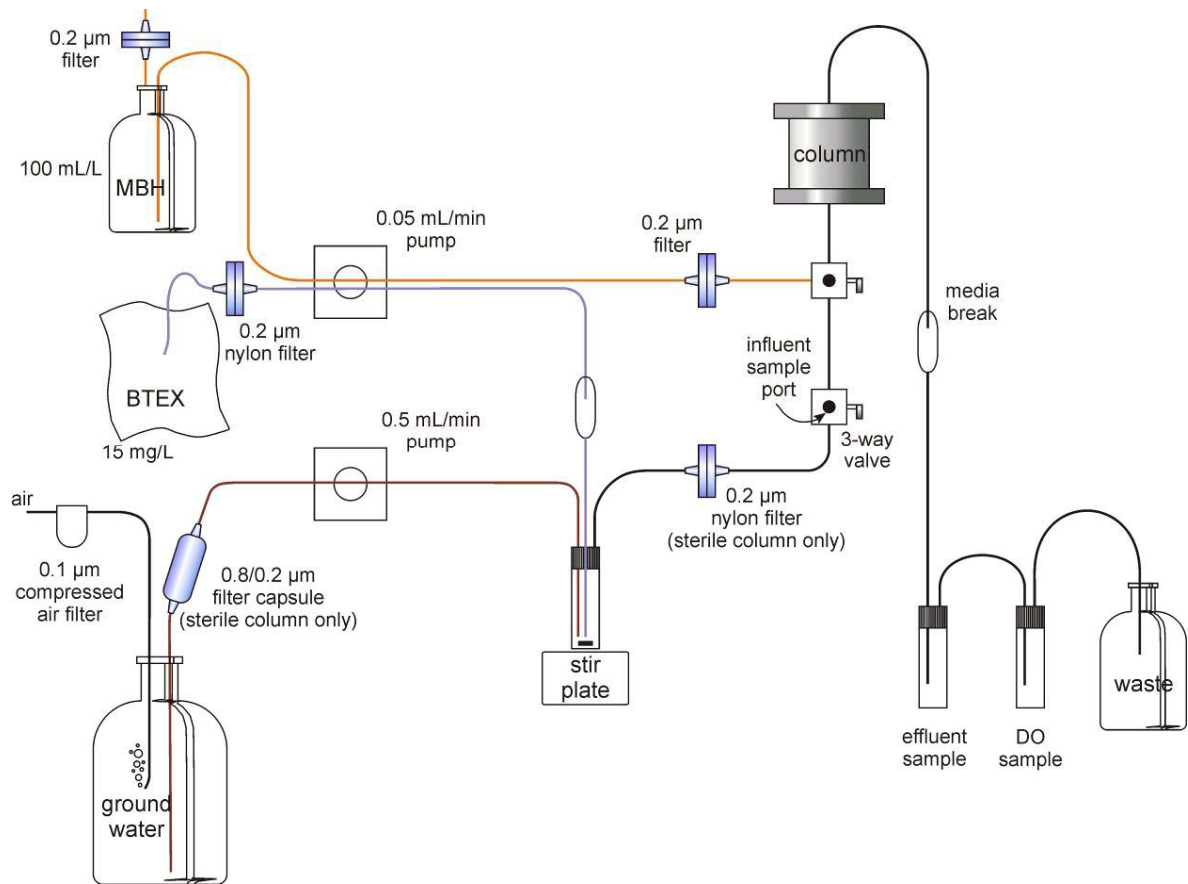 0.2 µm
filter
100 mL/L
MBH
0.05 mL/min
pump
0.2 µm
filter
column
0.2 µm
nylon filter
BTEX
15 mg/L
influent
sample
port
media
break
3-way
valve
0.5 mL/min
pump
0.2 µm
nylon filter
(sterile column only)
air
0.1 µm
compressed
air filter
0.8/0.2 µm
filter capsule
(sterile column only)
stir
plate
ground
water
effluent
sample
DO
sample
waste